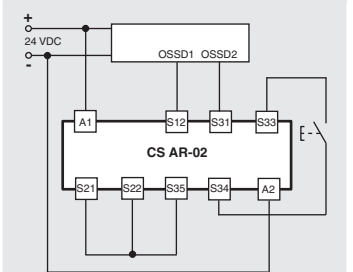 +
24 VDC
-
OSSD1 OSSD2
A1 S12 S31 S33
CS AR-02
S21 S22 S35 S34 A2